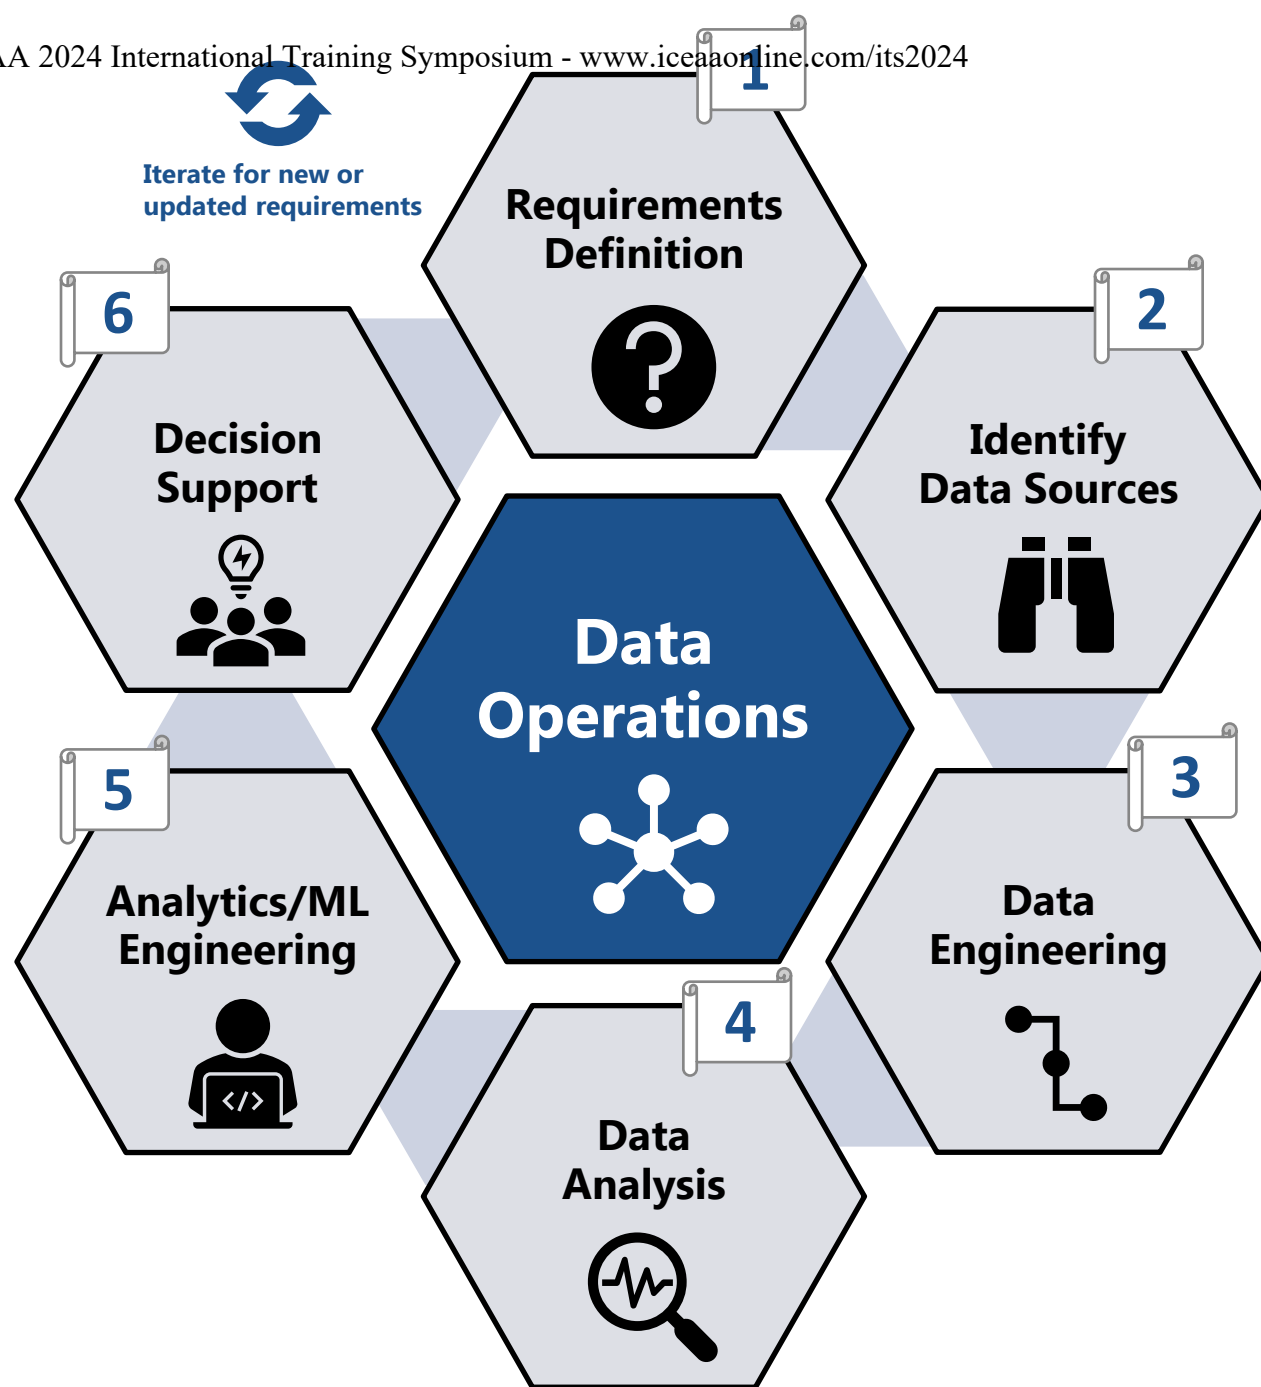 AA 2024 International Training Symposium - www.iceaaonline.com/its2024
1
Iterate for new or
updated requirements
Requirements
Definition
2
Identify
Data Sources
3
Data
Engineering
4
Data
Analysis
5
Analytics/ML
Engineering
</>
6
Decision
Support
Data
Operations